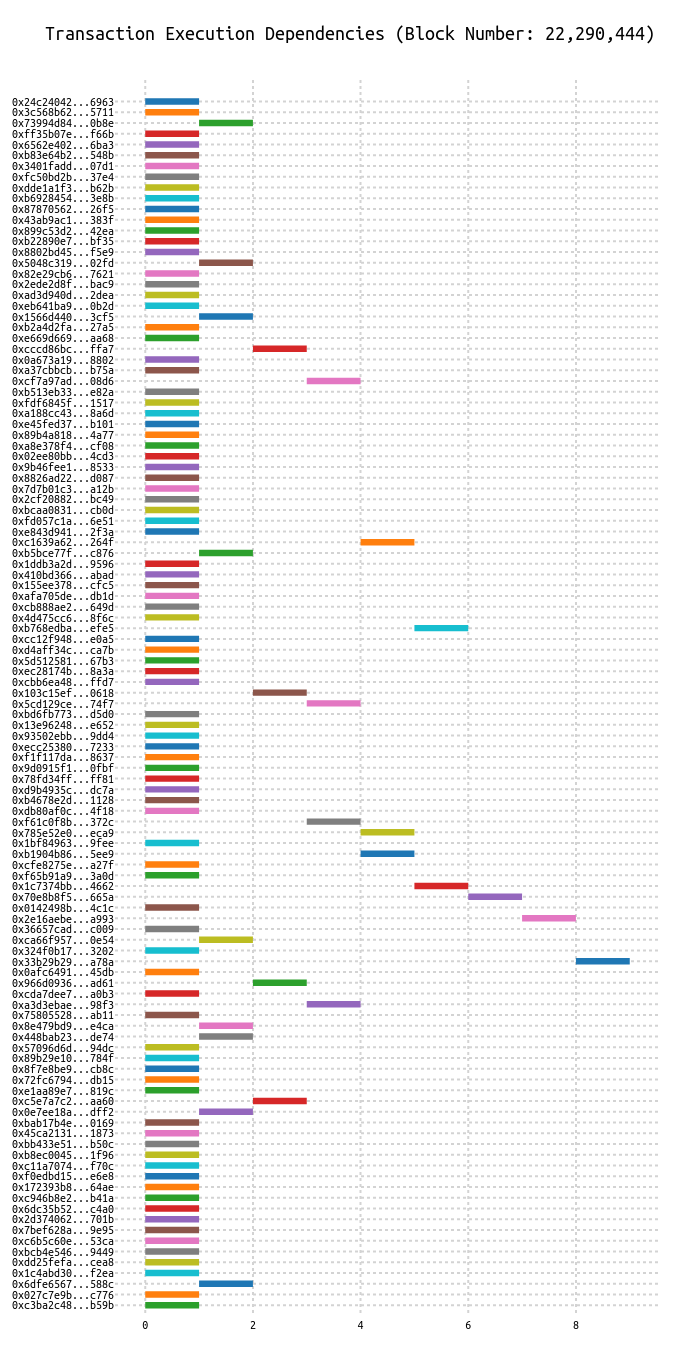 Transaction Execution Dependencies (Block Number: 22,290,444)
0x24c24042...6963
0x3c568b62...5711
0x73994d84...0b8e
0xff35b07e...f66b
0x6562e402...6ba3
0xb83e64b2...548b
0x3401fadd...07d1
0xfc50bd2b...37e4
0xdde1a1f3...b62b
0xb6928454...3e8b
0x87870562...26f5
0x43ab9ac1...383f
0x899c53d2...42ea
0xb22890e7...bf35
0x8802bd45...f5e9
0x5048c319...02fd
0x82e29cb6...7621
0x2ede2d8f...bac9
0xad3d940d...2dea
0xeb641ba9...0b2d
0x1566d440...3cf5
0xb2a4d2fa...27a5
0xe669d669...aa68
0xcccd86bc...ffa7
0x0a673a19...8802
0xa37cbbcb...b75a
0xcf7a97ad...08d6
0xb513eb33...e82a
0xfdf6845f...1517
0xa188cc43...8a6d
0xe45fed37...b101
0x89b4a818...4a77
0xa8e378f4...cf08
0x02ee80bb...4cd3
0x9b46fee1...8533
0x8826ad22...d087
0x7d7b01c3...a12b
0x2cf20882...bc49
0xbcaa0831...cb0d
0xfd057c1a...6e51
0xe843d941...2f3a
0xc1639a62...264f
0xb5bce77f...c876
0x1ddb3a2d...9596
0x410bd366...abad
0x155ee378...cfc5
0xafa705de...db1d
0xcb888ae2...649d
0x4d475cc6...8f6c
0xb768edba...efe5
0xcc12f948...e0a5
0xd4aff34c...ca7b
0x5d512581...67b3
0xec28174b...8a3a
0xcbb6ea48...ffd7
0x103c15ef...0618
0x5cd129ce...74f7
0xbd6fb773...d5d0
0x13e96248...e652
0x93502ebb...9dd4
0xecc25380...7233
0xf1f117da...8637
0x9d0915f1...0fbf
0x78fd34ff...ff81
0xd9b4935c...dc7a
0xb4678e2d...1128
0xdb80af0c...4f18
0xf61c0f8b...372c
0x785e52e0...eca9
0x1bf84963...9fee
0xb1904b86...5ee9
0xcfe8275e...a27f
0xf65b91a9...3a0d
0x1c7374bb...4662
0x70e8b8f5...665a
0x0142498b...4c1c
0x2e16aebe...a993
0x36657cad...c009
0xca66f957...0e54
0x324f0b17...3202
0x33b29b29...a78a
0x0afc6491...45db
0x966d0936...ad61
0xcda7dee7...a0b3
0xa3d3ebae...98f3
0x75805528...ab11
0x8e479bd9...e4ca
0x448bab23...de74
0x57096d6d...94dc
0x89b29e10...784f
0x8f7e8be9...cb8c
0x72fc6794...db15
0xe1aa89e7...819c
0xc5e7a7c2...aa60
0x0e7ee18a...dff2
0xbab17b4e...0169
0x45ca2131...1873
0xbb433e51...b50c
0xb8ec0045...1f96
0xc11a7074...f70c
0xf0edbd15...e6e8
0x172393b8...64ae
0xc946b8e2...b41a
0x6dc35b52...c4a0
0x2d374062...701b
0x7bef628a...9e95
0xc6b5c60e...53ca
0xbcb4e546...9449
0xdd25fefa...cea8
0x1c4abd30...f2ea
0x6dfe6567...588c
0x027c7e9b...c776
0xc3ba2c48...b59b
0 2 4 6 8